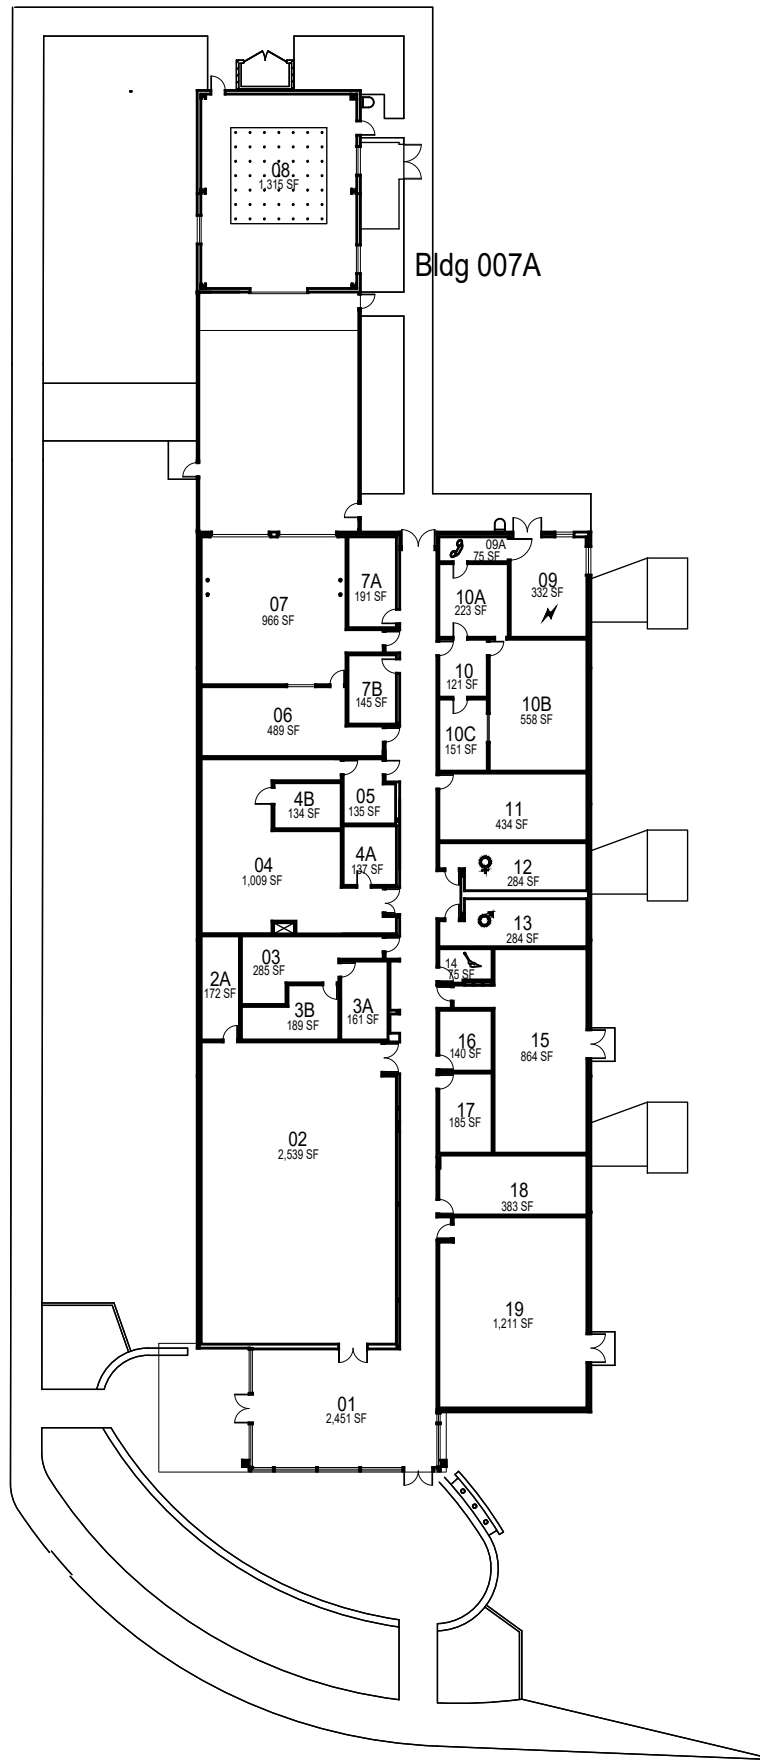 08
1,315 SF
Bldg 007A
09A
75 SF
7A
191 SF
09
332 SF
10A
223 SF
07
966 SF
10
121 SF
7B
145 SF
10B
558 SF
06
489 SF
10C
151 SF
4B
134 SF
05
135 SF
11
434 SF
4A
137 SF
04
1,009 SF
12
284 SF
13
284 SF
03
285 SF
2A
172 SF
14
75 SF
3A
161 SF
3B
189 SF
16
140 SF
15
864 SF
17
185 SF
02
2,539 SF
18
383 SF
19
1,211 SF
01
2,451 SF